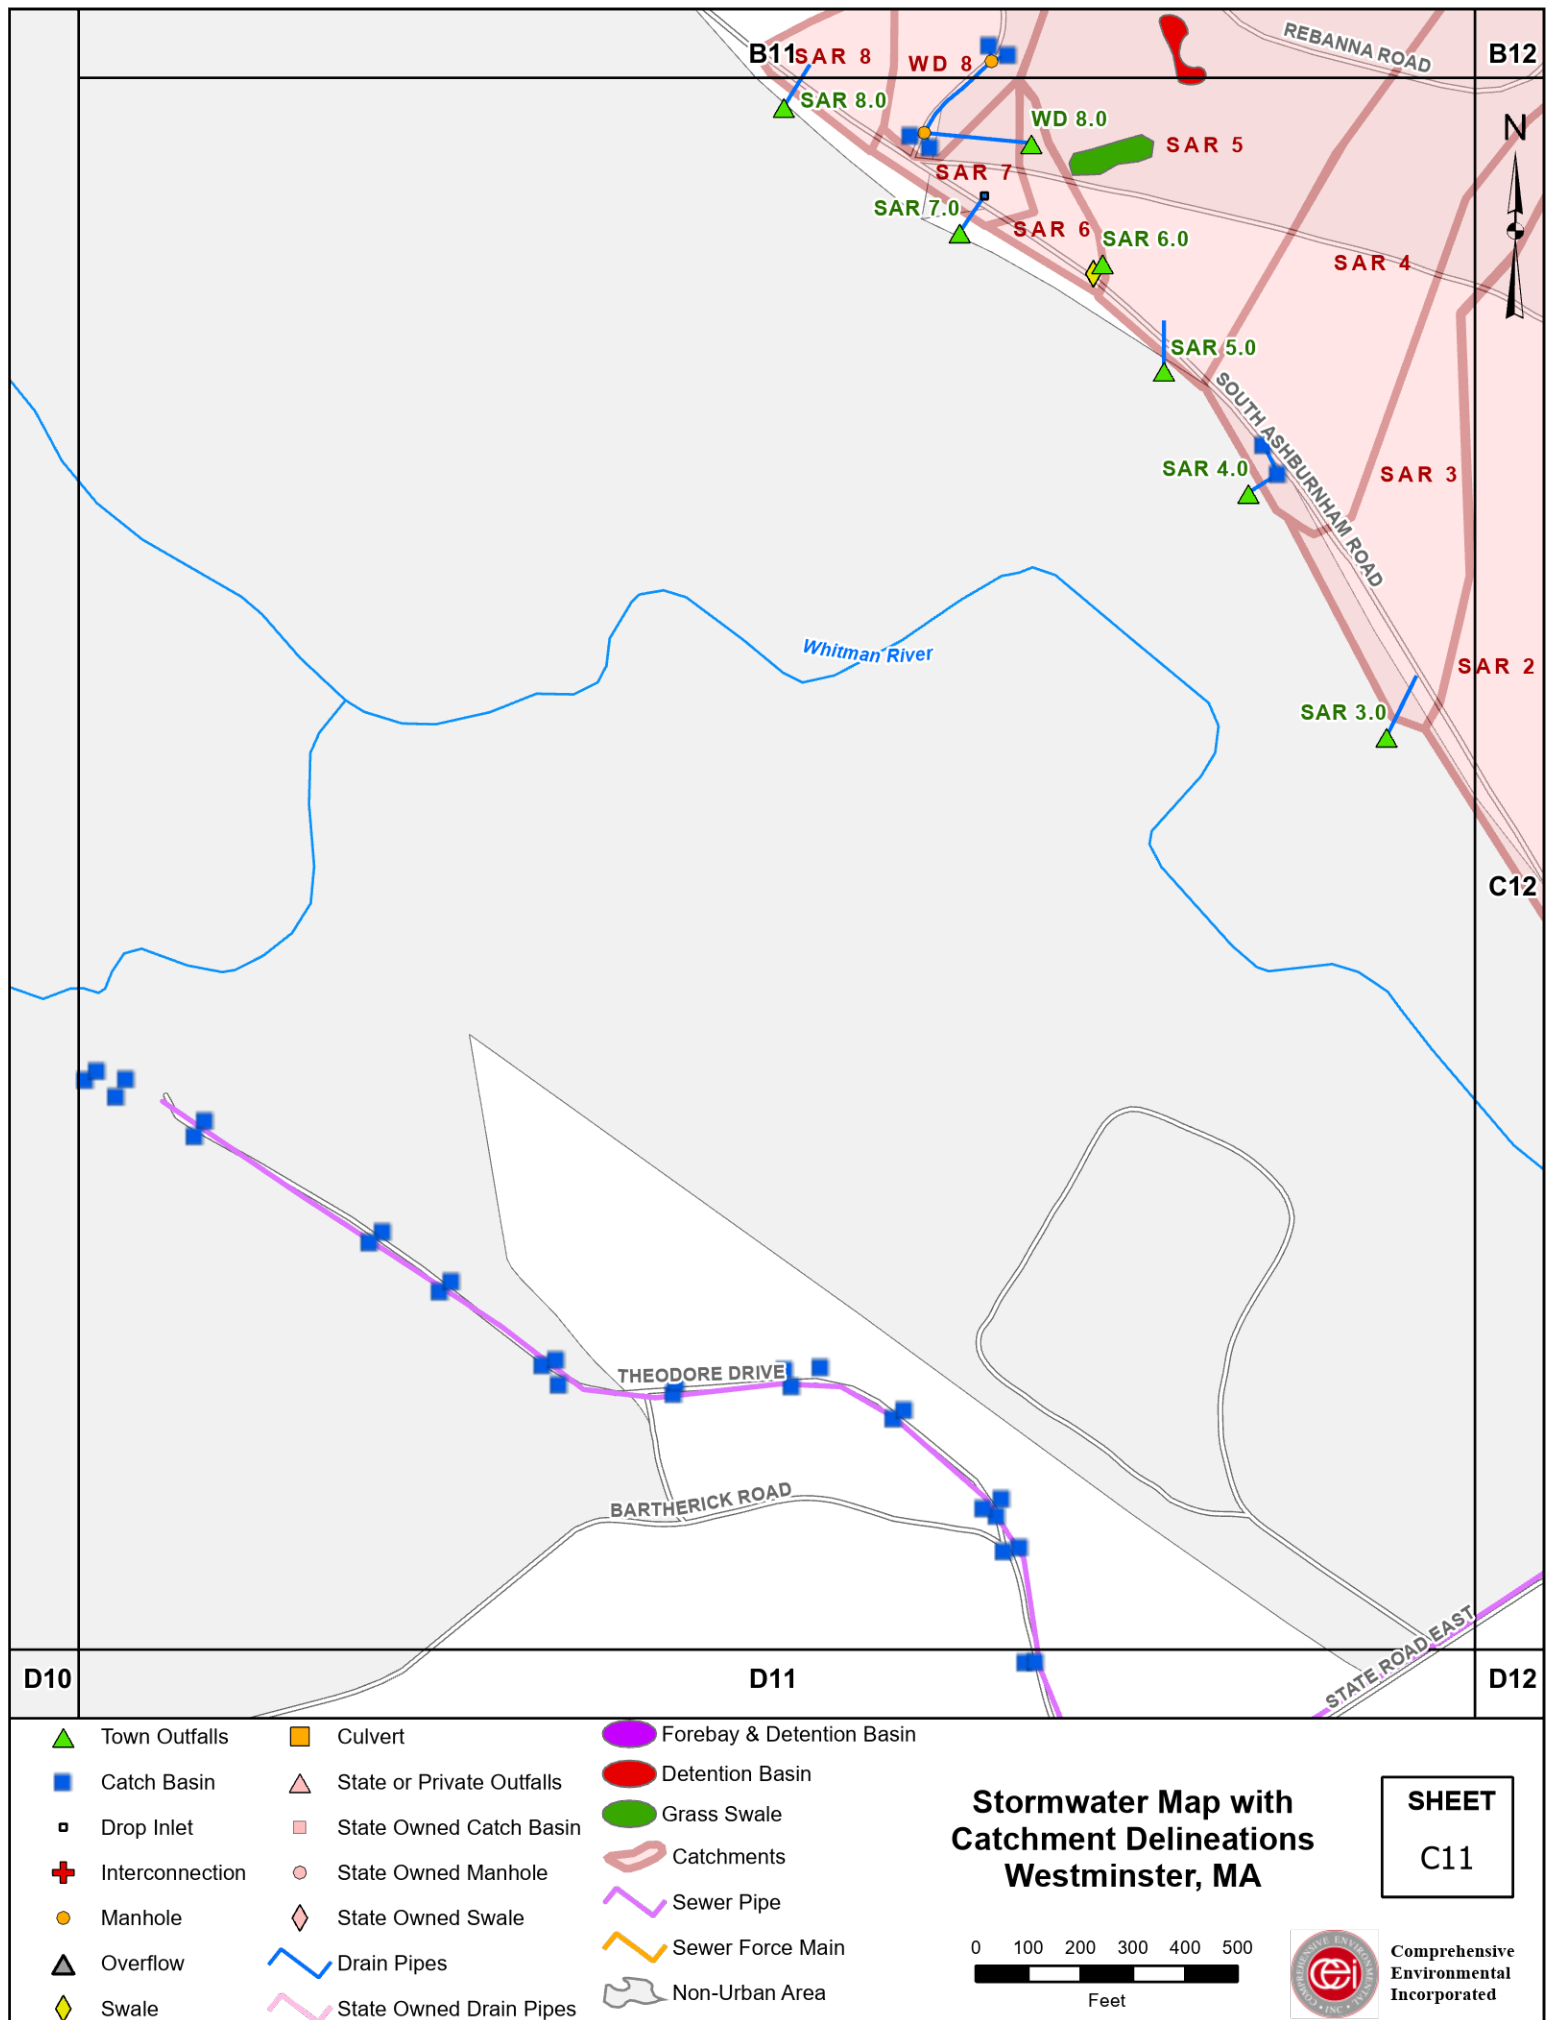 REBANNA ROAD
B11
SAR 8
WD 8
B12
SAR 8.0
WD 8.0
N
SAR 5
SAR 7
SAR 7.0
SAR 6
SAR 6.0
SAR 4
SAR 5.0
SOUTH ASHBURNHAM ROAD
SAR 4.0
SAR 3
Whitman River
SAR 2
SAR 3.0
C12
THEODORE DRIVE
BARTHERICK ROAD
STATE ROAD EAST
D10
D11
D12
Town Outfalls
Catch Basin
Drop Inlet
Interconnection
Manhole
Overflow
Swale
Culvert
State or Private Outfalls
State Owned Catch Basin
State Owned Manhole
State Owned Swale
Drain Pipes
State Owned Drain Pipes
Forebay & Detention Basin
Detention Basin
Grass Swale
Catchments
Sewer Pipe
Sewer Force Main
Non-Urban Area
Stormwater Map with
Catchment Delineations
Westminster, MA
SHEET
C11
0 100 200 300 400 500
Feet
COMPREHENSIVE ENVIRONMENTAL
• INC •
cei
Comprehensive
Environmental
Incorporated